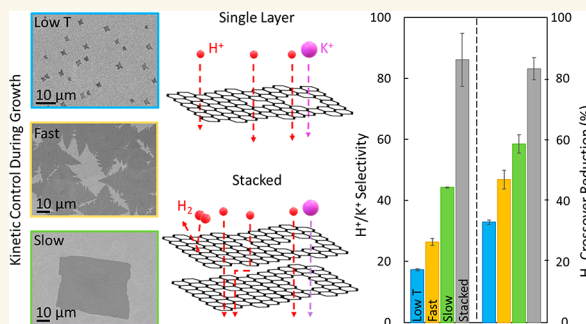 Kinetic Control During Growth
Low T
10 μm
Fast
10 μm
Slow
10 μm
Single Layer
H⁺
K⁺
Stacked
H₂
H⁺/K⁺ Selectivity
100
80
60
40
20
0
Low T
Fast
Slow
Stacked
100
80
60
40
20
0
H₂ Crossover Reduction (%)